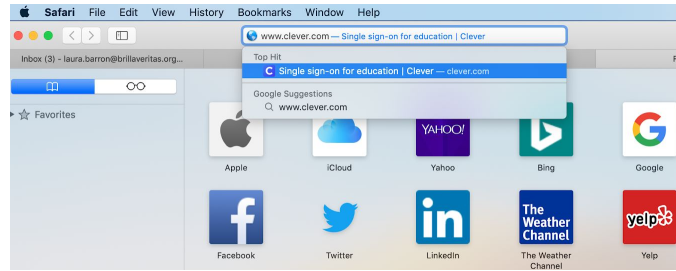 Safari File Edit View History Bookmarks Window Help
www.clever.com — Single sign-on for education | Clever
Inbox (3) - laura.barron@brillaveritas.org...
F
Top Hit
C Single sign-on for education | Clever — clever.com
Google Suggestions
www.clever.com
Favorites
YAHOO!
G
Apple iCloud Yahoo Bing Google
f in The Weather Channel yelp
Facebook Twitter LinkedIn The Weather Channel Yelp